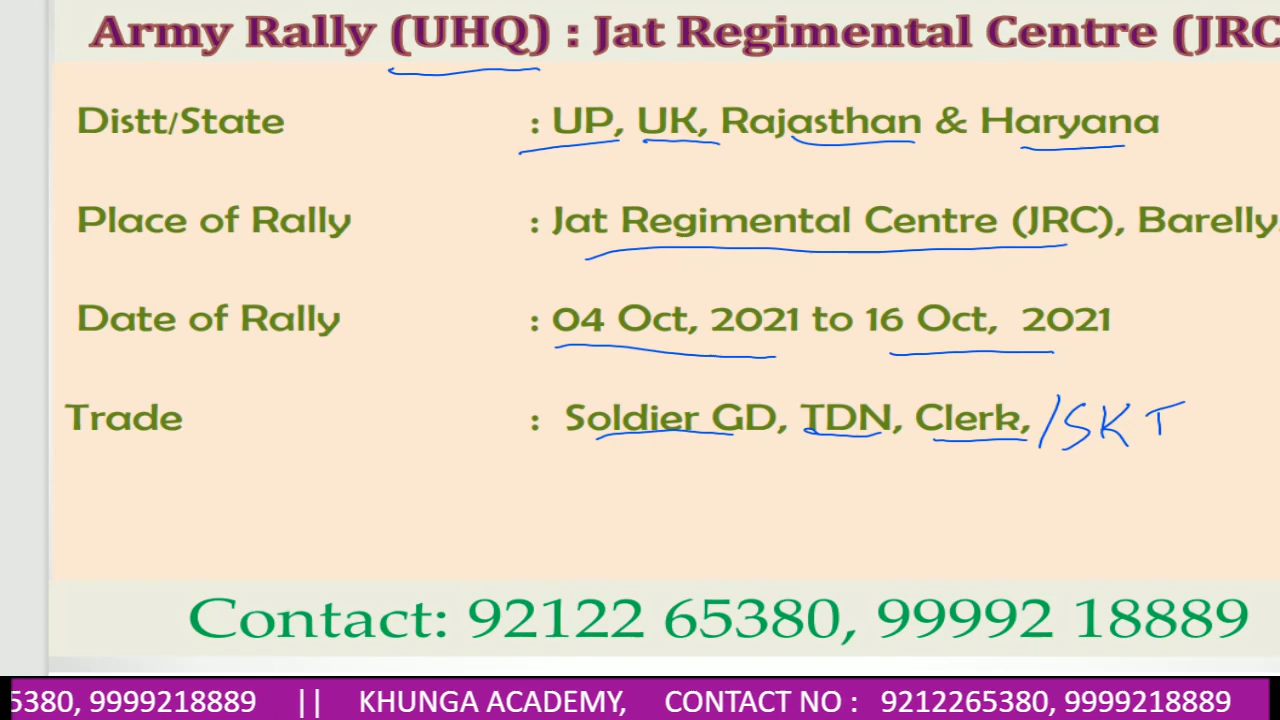 Army Rally (UHQ) : Jat Regimental Centre (JRC
Distt/State : UP, UK, Rajasthan & Haryana
Place of Rally : Jat Regimental Centre (JRC), Barelly
Date of Rally : 04 Oct, 2021 to 16 Oct, 2021
Trade : Soldier GD, TDN, Clerk, /SKT
Contact: 92122 65380, 99992 18889
5380, 9999218889 || KHUNGA ACADEMY, CONTACT NO : 9212265380, 9999218889